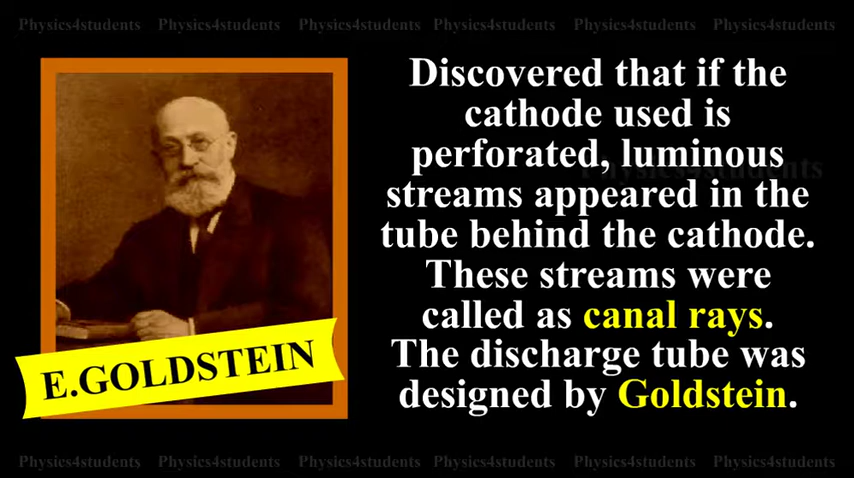 Physics4students Physics4students Physics4students Physics4students Physics4students Physics4students
Discovered that if the
cathode used is
perforated, luminous
Physics4students
streams appeared in the
tube behind the cathode.
These streams were
called as canal rays.
The discharge tube was
designed by Goldstein.
E.GOLDSTEIN
Physics4students Physics4students Physics4students Physics4students Physics4students Physics4students